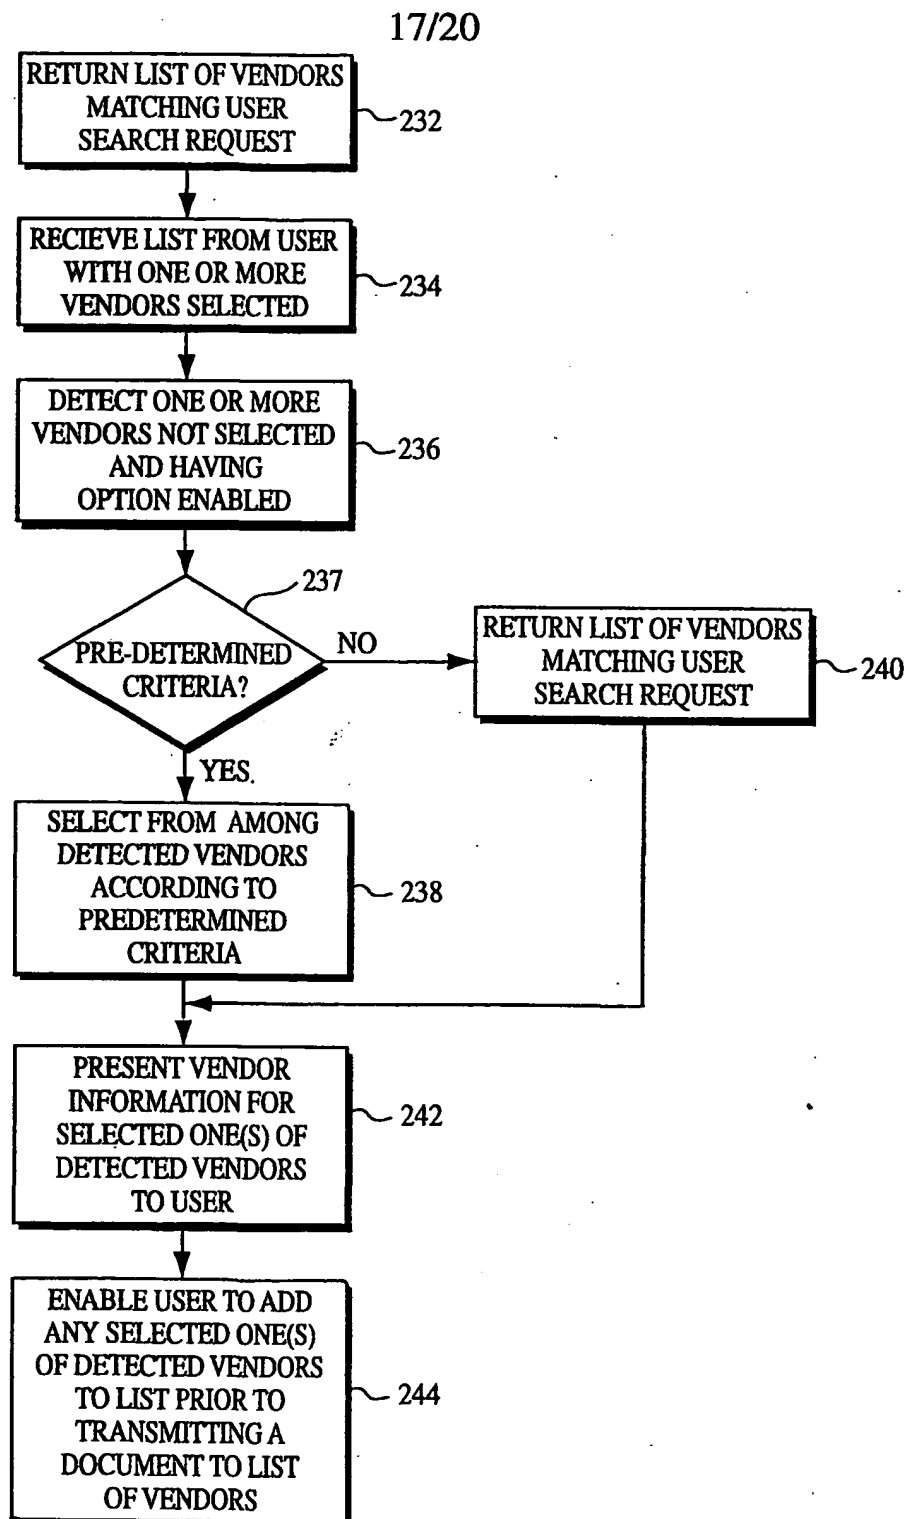 17/20
RETURN LIST OF VENDORS
MATCHING USER
SEARCH REQUEST
232
RECIEVE LIST FROM USER
WITH ONE OR MORE
VENDORS SELECTED
234
DETECT ONE OR MORE
VENDORS NOT SELECTED
AND HAVING
OPTION ENABLED
236
237
PRE-DETERMINED
CRITERIA?
NO
RETURN LIST OF VENDORS
MATCHING USER
SEARCH REQUEST
240
YES.
SELECT FROM AMONG
DETECTED VENDORS
ACCORDING TO
PREDETERMINED
CRITERIA
238
PRESENT VENDOR
INFORMATION FOR
SELECTED ONE(S) OF
DETECTED VENDORS
TO USER
242
ENABLE USER TO ADD
ANY SELECTED ONE(S)
OF DETECTED VENDORS
TO LIST PRIOR TO
TRANSMITTING A
DOCUMENT TO LIST
OF VENDORS
244